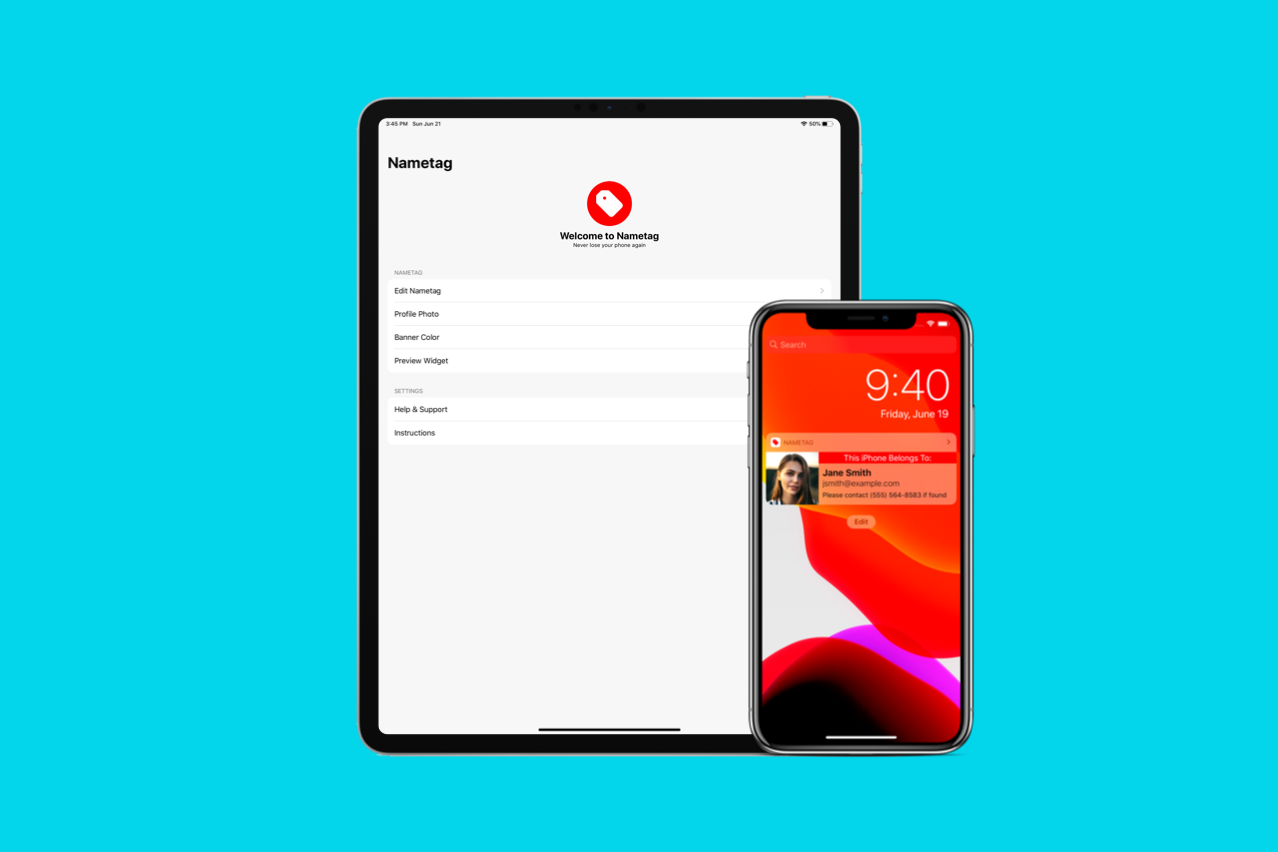 3:45 PM Sun Jun 21
50%
Nametag
Welcome to Nametag
Never lose your phone again
NAMETAG
Edit Nametag
Profile Photo
Banner Color
Preview Widget
SETTINGS
Help & Support
Instructions
Search
9:40
Friday, June 19
NAMETAG
This iPhone Belongs To:
Jane Smith
jsmith@example.com
Please contact (555) 564-8583 if found
Edit